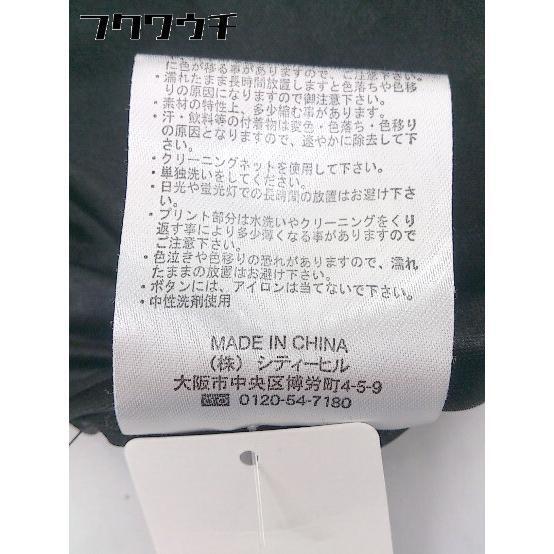 フクウクチ
に色が移る事がありますので、ご注意下さい。
・濡れたまま長時間放置しますと色落ちや色移
りの原因になりますので御注意下さい。
・素材の特性上、多少縮む事があります。
・汗・飲料等の付着物は変色・色落ち・色移り
の原因となりますので、速やかに除去して下
さい。
・クリーニングネットを使用して下さい。
・単独洗いをしてください。
・日光や蛍光灯での長時間の放置はお避け下さ
い。
・プリント部分は水洗いやクリーニングをくり
返す事により多少薄くなる事がありますので
ご注意下さい。
・色泣きや色移りの恐れがありますので、濡れ
たままの放置はお避け下さい。
・ボタンには、アイロンは当てないで下さい。
・中性洗剤使用
MADE IN CHINA
(株) シティーヒル
大阪市中央区博労町4-5-9
0120-54-7180